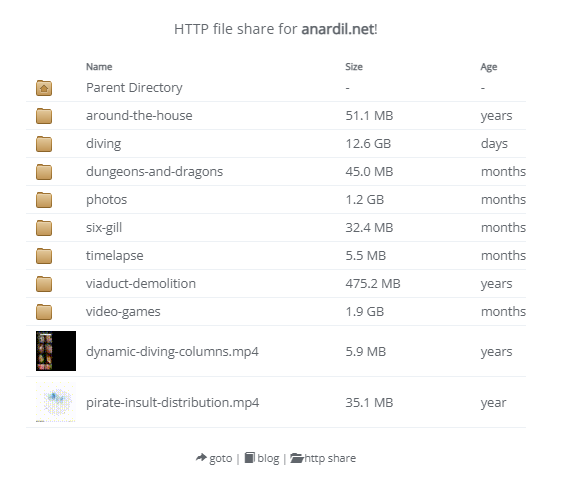 HTTP file share for anardil.net!
Name Size Age
Parent Directory - -
around-the-house 51.1 MB years
diving 12.6 GB days
dungeons-and-dragons 45.0 MB months
photos 1.2 GB months
six-gill 32.4 MB months
timelapse 5.5 MB months
viaduct-demolition 475.2 MB years
video-games 1.9 GB months
dynamic-diving-columns.mp4 5.9 MB years
pirate-insult-distribution.mp4 35.1 MB year
goto | blog | http share